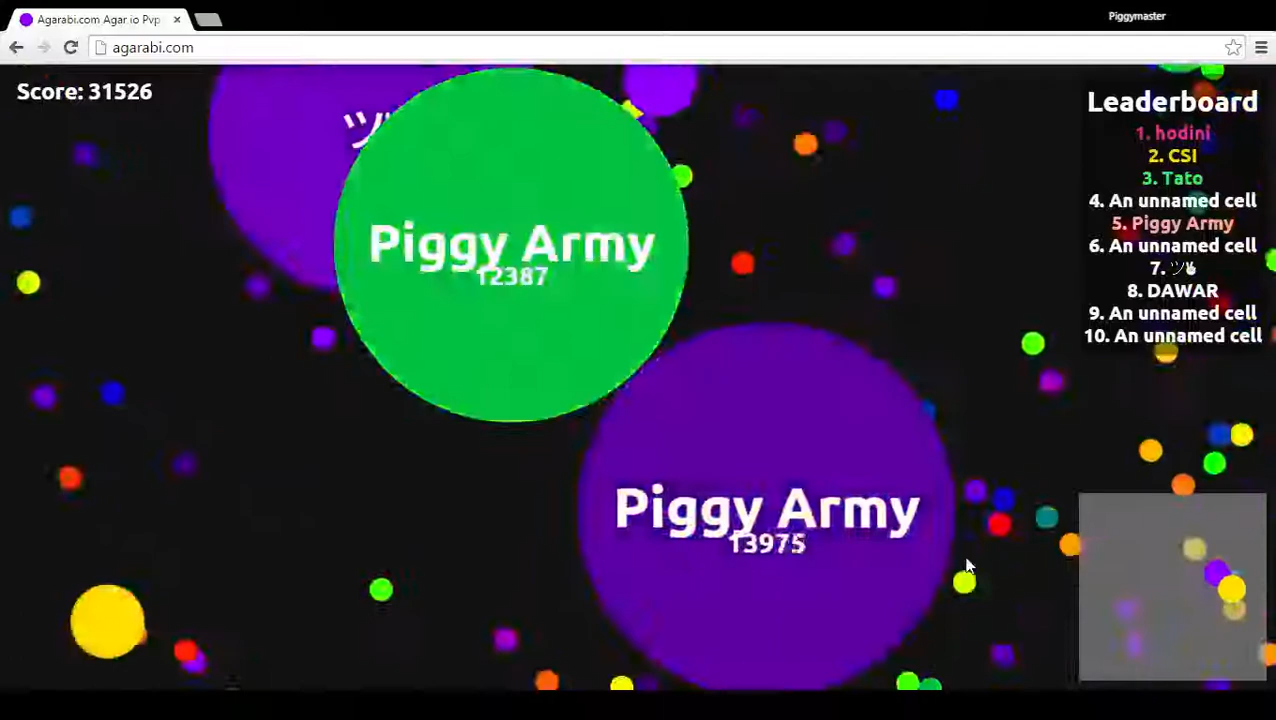 Agarabi.com Agar io Pvp
Piggymaster
agarabi.com
Score: 31526
Leaderboard
1. hodini
2. CSI
3. Tato
4. An unnamed cell
5. Piggy Army
6. An unnamed cell
7. ツ
8. DAWAR
9. An unnamed cell
10. An unnamed cell
ツ
Piggy Army
12387
Piggy Army
13975